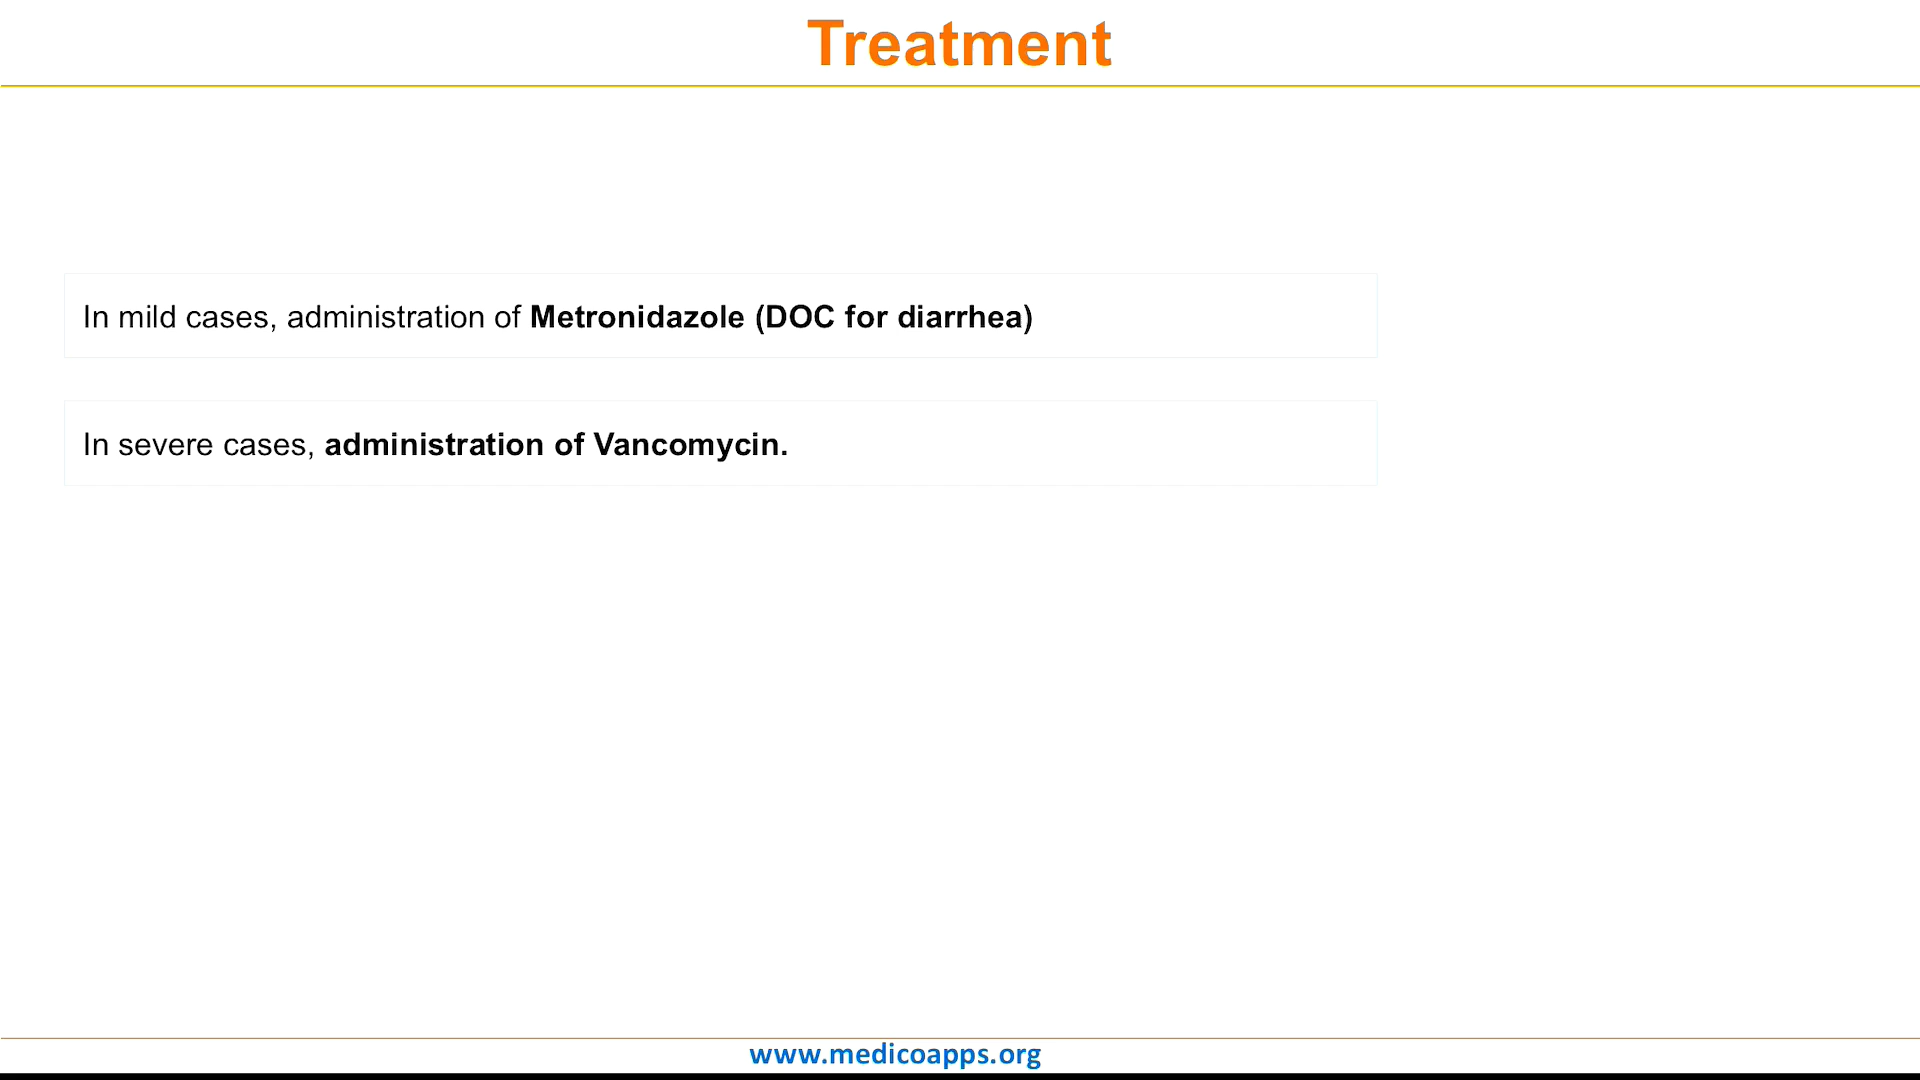 Treatment
In mild cases, administration of Metronidazole (DOC for diarrhea)
In severe cases, administration of Vancomycin.
www.medicoapps.org